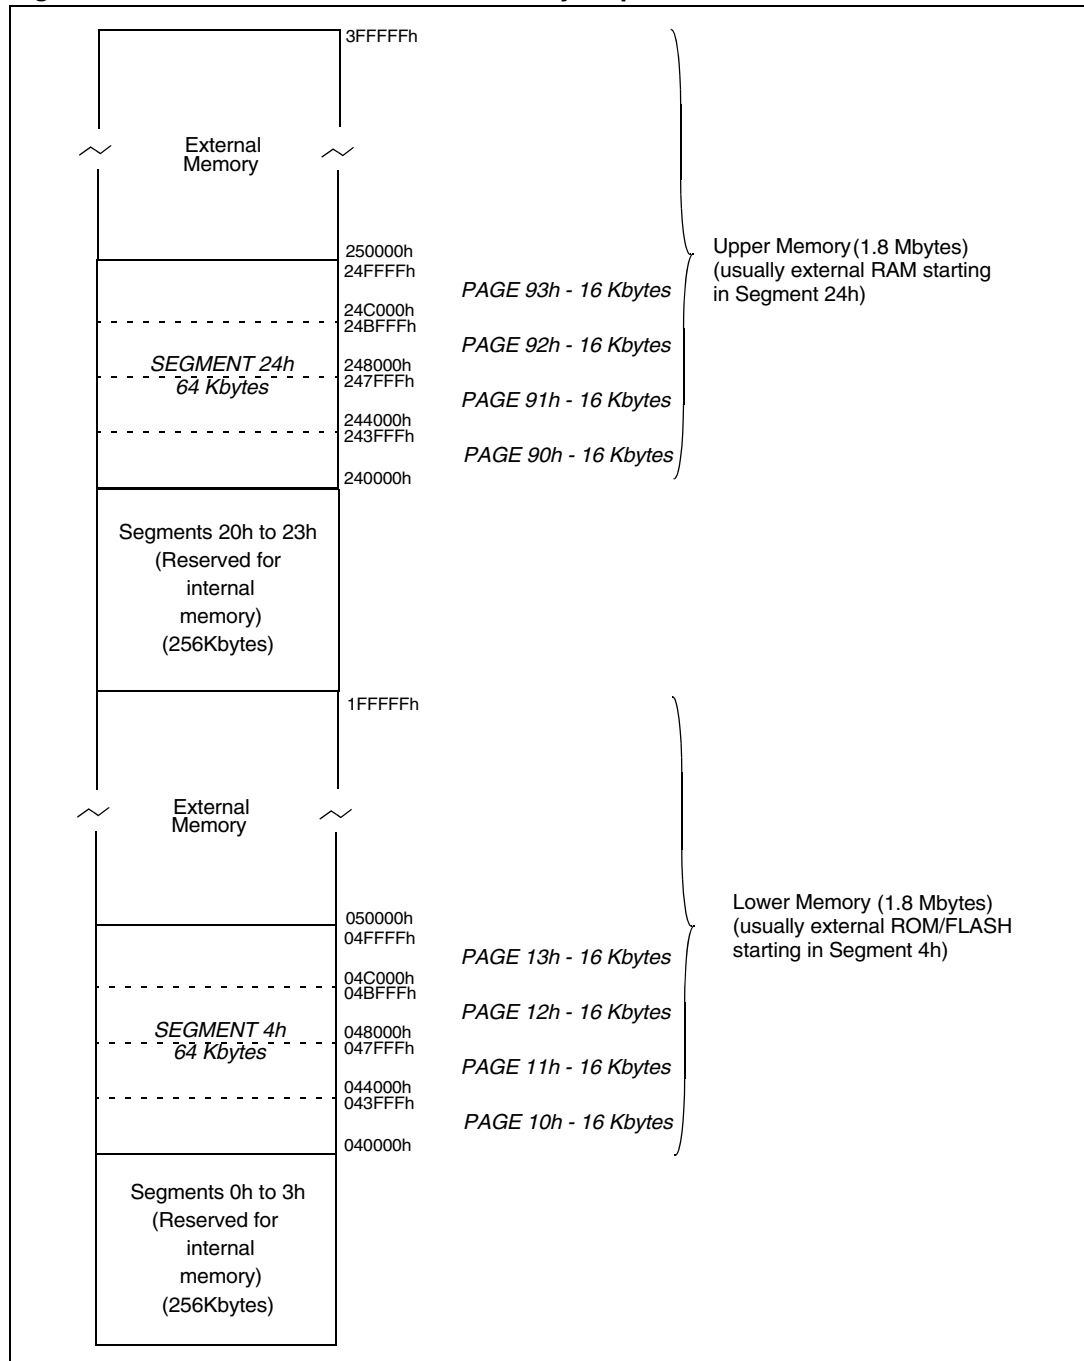 3FFFFFh
External
Memory
250000h
24FFFFh
PAGE 93h - 16 Kbytes
24C000h
24BFFFh
PAGE 92h - 16 Kbytes
SEGMENT 24h
64 Kbytes
248000h
247FFFh
PAGE 91h - 16 Kbytes
244000h
243FFFh
PAGE 90h - 16 Kbytes
240000h
Upper Memory (1.8 Mbytes)
(usually external RAM starting
in Segment 24h)
Segments 20h to 23h
(Reserved for
internal
memory)
(256Kbytes)
1FFFFFh
External
Memory
050000h
04FFFFh
PAGE 13h - 16 Kbytes
04C000h
04BFFFh
PAGE 12h - 16 Kbytes
SEGMENT 4h
64 Kbytes
048000h
047FFFh
PAGE 11h - 16 Kbytes
044000h
043FFFh
PAGE 10h - 16 Kbytes
040000h
Lower Memory (1.8 Mbytes)
(usually external ROM/FLASH
starting in Segment 4h)
Segments 0h to 3h
(Reserved for
internal
memory)
(256Kbytes)